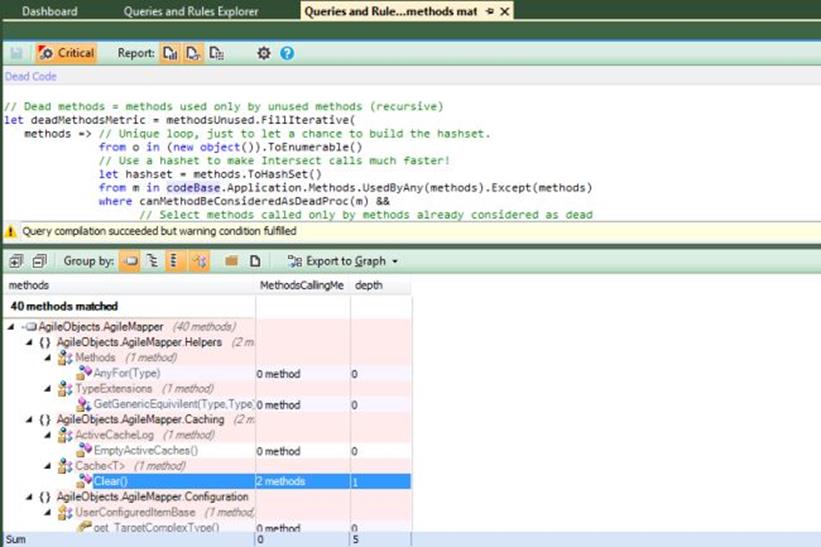 Dashboard Queries and Rules Explorer Queries and Rule...methods mat
Critical Report:
Dead Code
// Dead methods = methods used only by unused methods (recursive)
let deadMethodsMetric = methodsUnused.FillIterative(
methods => // Unique loop, just to let a chance to build the hashset.
from o in (new object()).ToEnumerable()
// Use a hashet to make Intersect calls much faster!
let hashset = methods.ToHashSet()
from m in codeBase.Application.Methods.UsedByAny(methods).Except(methods)
where canMethodBeConsideredAsDeadProc(m) &&
// Select methods called only by methods already considered as dead
Query compilation succeeded but warning condition fulfilled
Group by: Export to Graph
methods MethodsCallingMe depth
40 methods matched
AgileObjects.AgileMapper (40 methods)
{ } AgileObjects.AgileMapper.Helpers (2 m
Methods (1 method)
AnyFor(Type) 0 method 0
TypeExtensions (1 method)
GetGenericEquivilent(Type,Type) 0 method 0
{ } AgileObjects.AgileMapper.Caching (2 m
ActiveCacheLog (1 method)
EmptyActiveCaches() 0 method 0
Cache<T> (1 method)
Clear() 2 methods 1
{ } AgileObjects.AgileMapper.Configuration
UserConfiguredItemBase (1 method)
get_TargetComplexType() 0 method 0
Sum 0 5